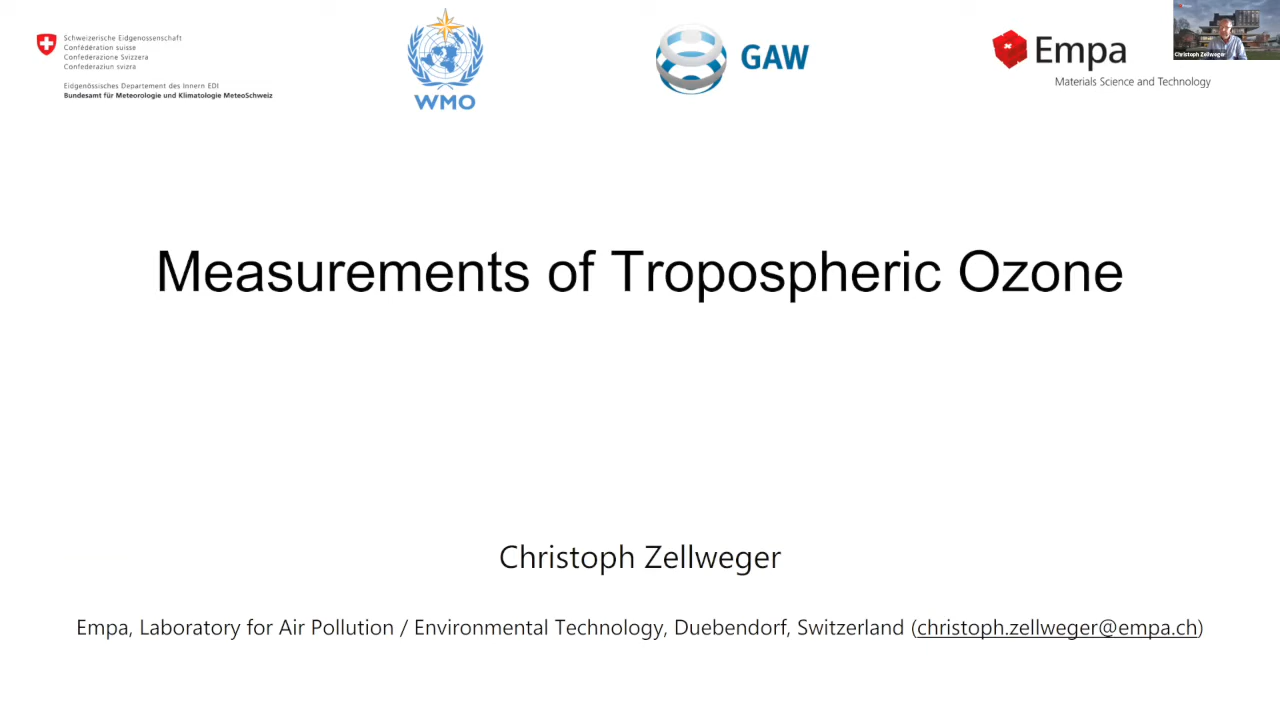 Schweizerische Eidgenossenschaft
Confédération suisse
Confederazione Svizzera
Confederaziun svizra
Eidgenössisches Departement des Innern EDI
Bundesamt für Meteorologie und Klimatologie MeteoSchweiz
WMO
GAW
Empa
Materials Science and Technology
Christoph Zellweger
Measurements of Tropospheric Ozone
Christoph Zellweger
Empa, Laboratory for Air Pollution / Environmental Technology, Duebendorf, Switzerland (christoph.zellweger@empa.ch)